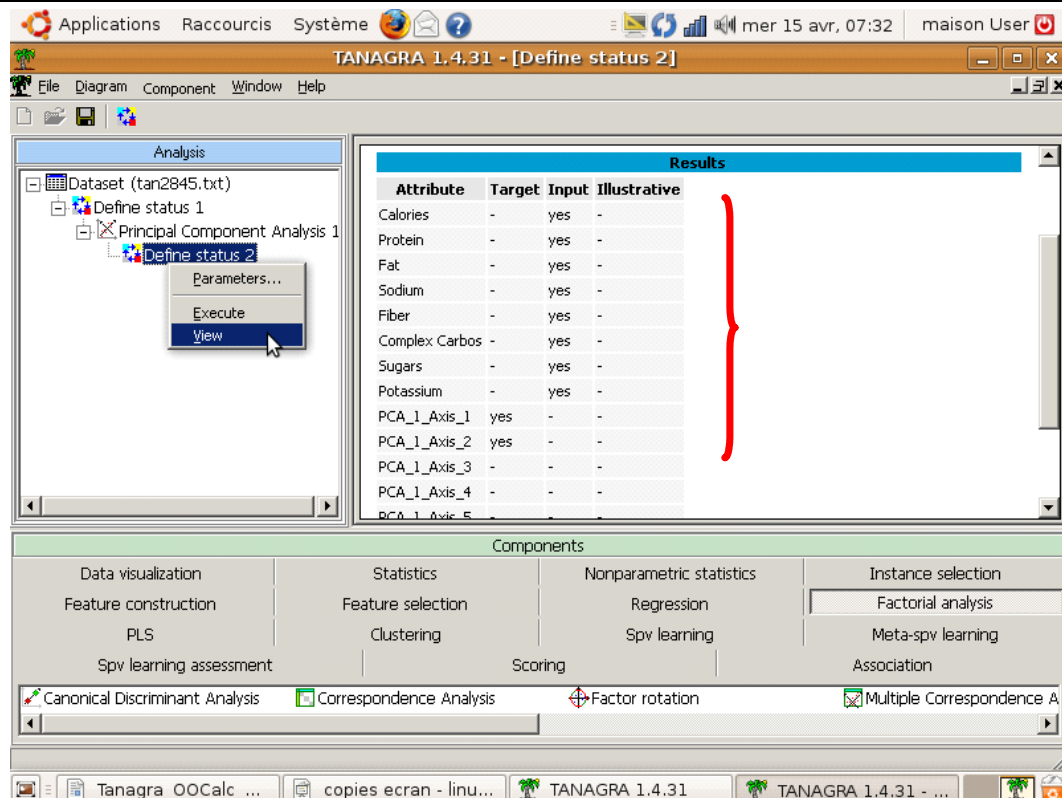 Applications Raccourcis Système mer 15 avr, 07:32 maison User
TANAGRA 1.4.31 - [Define status 2]
File Diagram Component Window Help
Analysis
Dataset (tan2845.txt)
Define status 1
Principal Component Analysis 1
Define status 2
Parameters...
Execute
View
Results
Attribute Target Input Illustrative
Calories - yes -
Protein - yes -
Fat - yes -
Sodium - yes -
Fiber - yes -
Complex Carbos - yes -
Sugars - yes -
Potassium - yes -
PCA_1_Axis_1 yes - -
PCA_1_Axis_2 yes - -
PCA_1_Axis_3 - - -
PCA_1_Axis_4 - - -
PCA_1_Axis_5 - - -
Components
Data visualization Statistics Nonparametric statistics Instance selection
Feature construction Feature selection Regression Factorial analysis
PLS Clustering Spv learning Meta-spv learning
Spv learning assessment Scoring Association
Canonical Discriminant Analysis Correspondence Analysis Factor rotation Multiple Correspondence A
Tanagra OOCalc ... copies ecran - linu... TANAGRA 1.4.31 TANAGRA 1.4.31 - ...